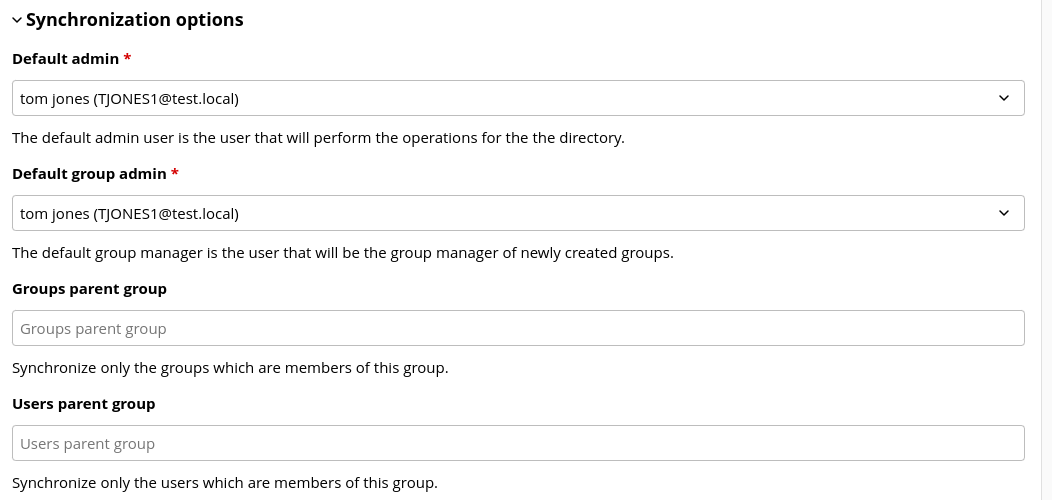 Synchronization options
Default admin *
tom jones (TJONES1@test.local)
The default admin user is the user that will perform the operations for the the directory.
Default group admin *
tom jones (TJONES1@test.local)
The default group manager is the user that will be the group manager of newly created groups.
Groups parent group
Groups parent group
Synchronize only the groups which are members of this group.
Users parent group
Users parent group
Synchronize only the users which are members of this group.